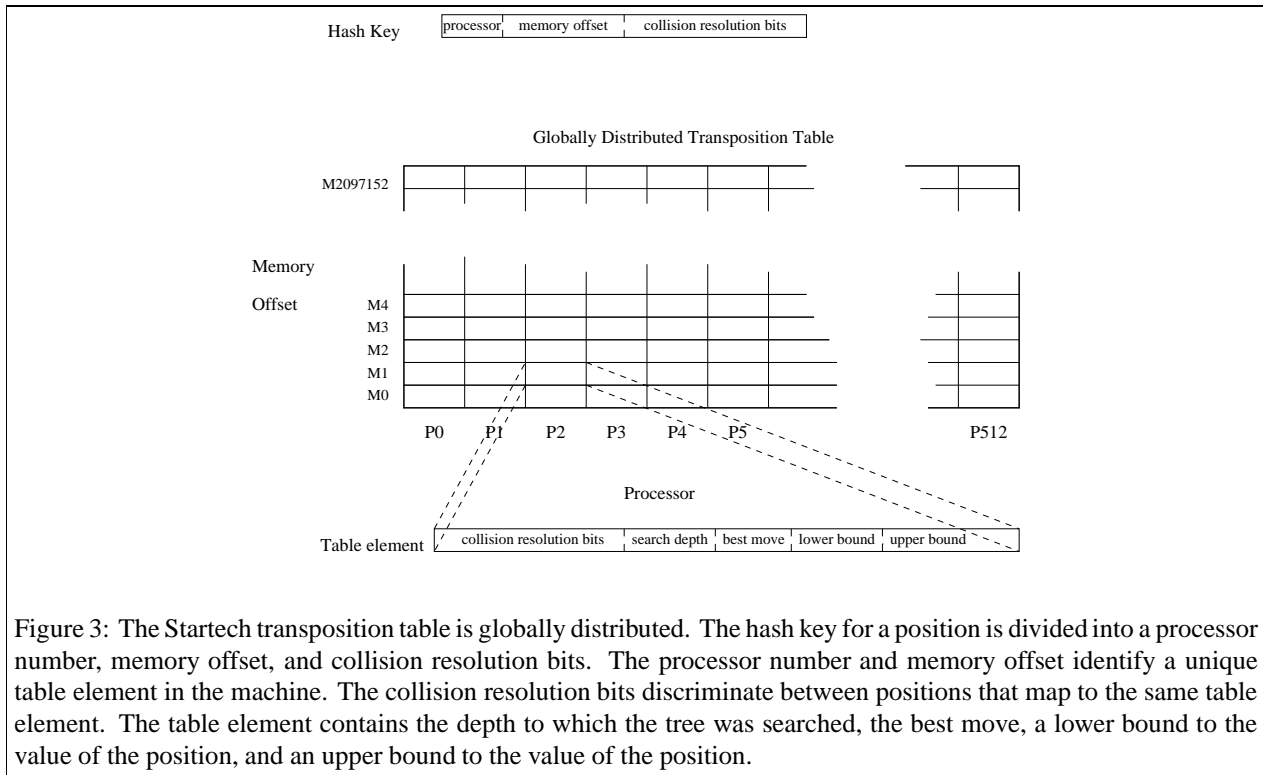 Hash Key processor memory offset collision resolution bits
Globally Distributed Transposition Table
M2097152
Memory
Offset M4
M3
M2
M1
M0
P0 P1 P2 P3 P4 P5 P512
Processor
Table element collision resolution bits search depth best move lower bound upper bound
Figure 3: The Startech transposition table is globally distributed. The hash key for a position is divided into a processor
number, memory offset, and collision resolution bits. The processor number and memory offset identify a unique
table element in the machine. The collision resolution bits discriminate between positions that map to the same table
element. The table element contains the depth to which the tree was searched, the best move, a lower bound to the
value of the position, and an upper bound to the value of the position.